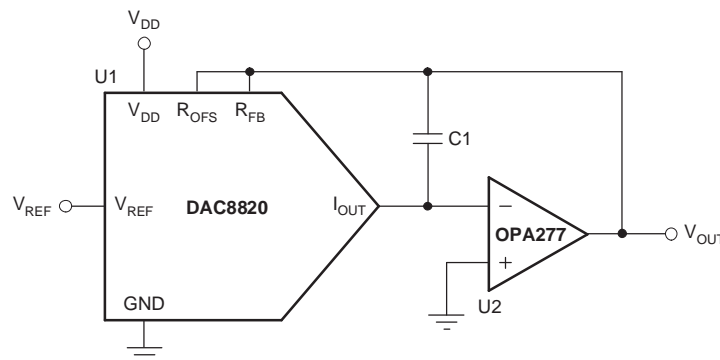 V_DD
U1
V_DD R_OFS R_FB
C1
V_REF V_REF DAC8820 I_OUT − OPA277 V_OUT
+
GND
U2